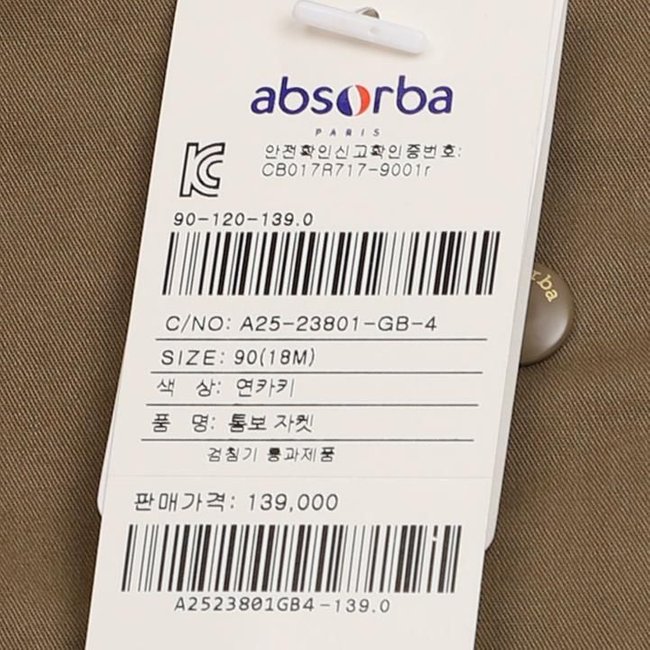 absorba
PARIS
안전확인신고확인증번호:
CB017R717-9001r
90-120-139.0
C/NO: A25-23801-GB-4
SIZE: 90(18M)
색 상: 연카키
품 명: 톰보 자켓
검침기 통과제품
판매가격: 139,000
A2523801GB4-139.0
rba